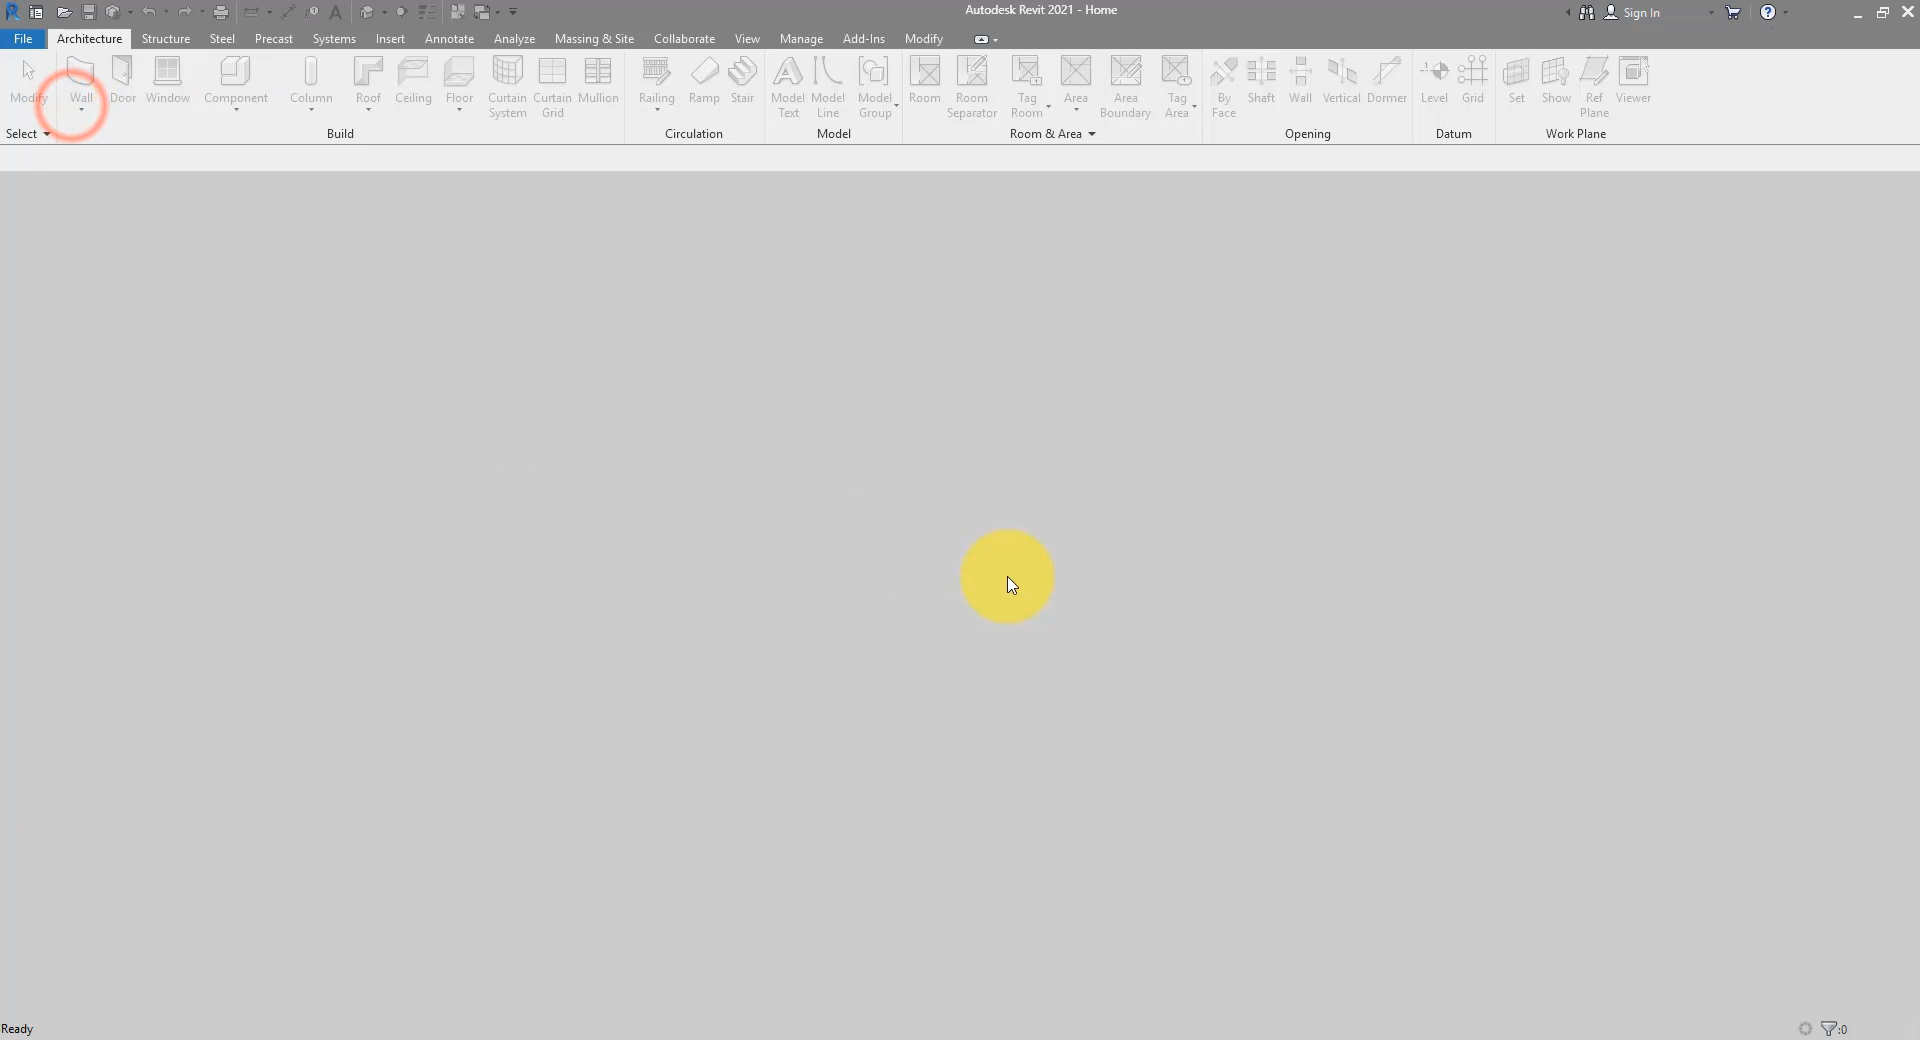 Autodesk Revit 2021 - Home
Sign In
File Architecture Structure Steel Precast Systems Insert Annotate Analyze Massing & Site Collaborate View Manage Add-Ins Modify
Modify Wall Door Window Component Column Roof Ceiling Floor Curtain System Curtain Grid Mullion Railing Ramp Stair Model Text Model Line Model Group Room Room Separator Tag Room Area Area Boundary Tag Area By Face Shaft Wall Vertical Dormer Level Grid Set Show Ref Plane Viewer
Select Build Circulation Model Room & Area Opening Datum Work Plane
Ready
:0